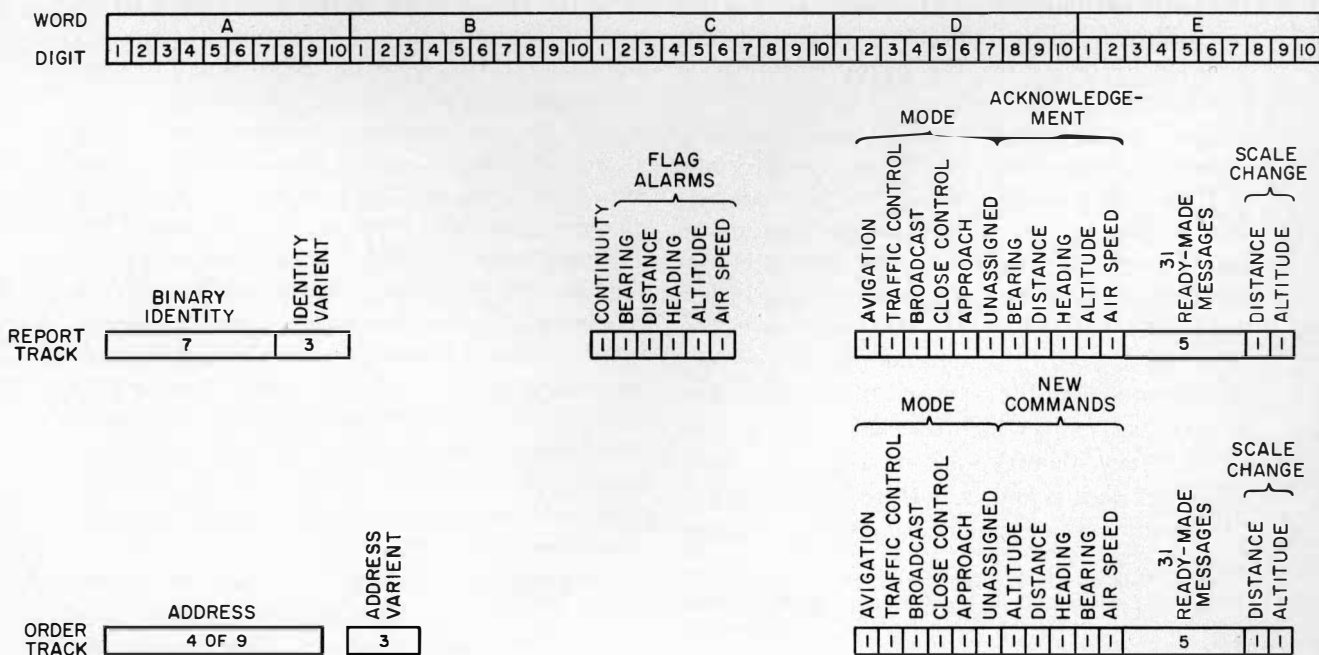 WORD A B C D E
DIGIT 1 2 3 4 5 6 7 8 9 10 1 2 3 4 5 6 7 8 9 10 1 2 3 4 5 6 7 8 9 10 1 2 3 4 5 6 7 8 9 10 1 2 3 4 5 6 7 8 9 10
BINARY
IDENTITY
IDENTITY
VARIENT
FLAG
ALARMS
CONTINUITY
BEARING
DISTANCE
HEADING
ALTITUDE
AIR SPEED
MODE
AVIGATION
TRAFFIC CONTROL
BROADCAST
CLOSE CONTROL
APPROACH
UNASSIGNED
ACKNOWLEDGE-
MENT
BEARING
DISTANCE
HEADING
ALTITUDE
AIR SPEED
31
READY-MADE
MESSAGES
SCALE
CHANGE
DISTANCE
ALTITUDE
REPORT
TRACK
7 3 1 1 1 1 1 1 1 1 1 1 1 1 1 1 1 1 1 5 1 1
ADDRESS
ADDRESS
VARIENT
MODE
AVIGATION
TRAFFIC CONTROL
BROADCAST
CLOSE CONTROL
APPROACH
UNASSIGNED
NEW
COMMANDS
ALTITUDE
DISTANCE
HEADING
BEARING
AIR SPEED
31
READY-MADE
MESSAGES
SCALE
CHANGE
DISTANCE
ALTITUDE
ORDER
TRACK
4 OF 9 3 1 1 1 1 1 1 1 1 1 1 1 5 1 1